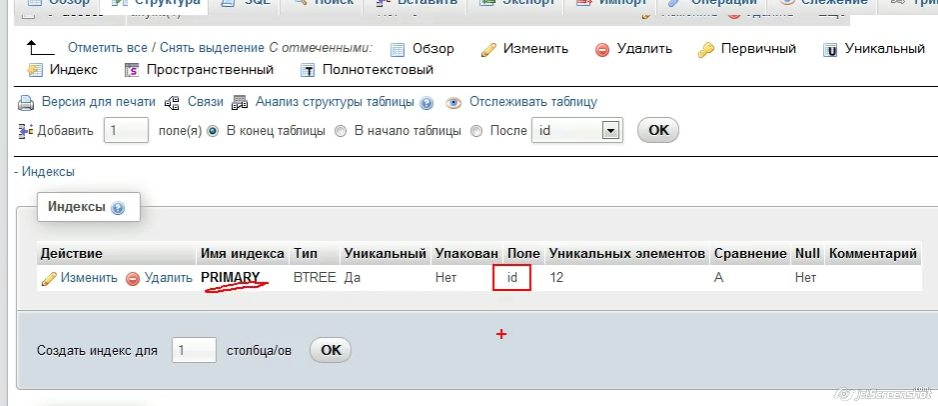 Обзор Структура SQL Поиск Вставить Экспорт Импорт Операции Слежение
Отметить все / Снять выделение С отмеченными: Обзор Изменить Удалить Первичный Уникальный
Индекс Пространственный Полнотекстовый
Версия для печати Связи Анализ структуры таблицы Отслеживать таблицу
Добавить 1 поле(я) В конец таблицы В начало таблицы После id OK
- Индексы
Индексы
Действие Имя индекса Тип Уникальный Упакован Поле Уникальных элементов Сравнение Null Комментарий
Изменить Удалить PRIMARY BTREE Да Нет id 12 A Нет
Создать индекс для 1 столбца/ов OK
jetScreenshot